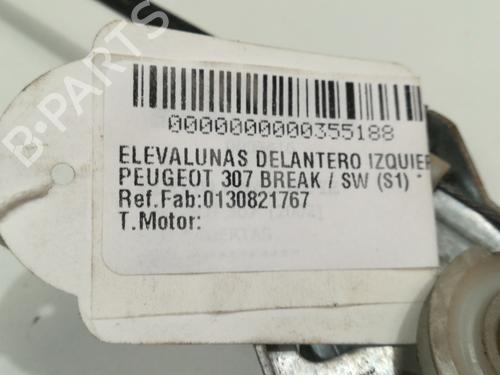 0000000000355188
ELEVALUNAS DELANTERO IZQUIER
PEUGEOT 307 BREAK / SW (S1) *
Ref.Fab:0130821767
T.Motor:
B-PARTS